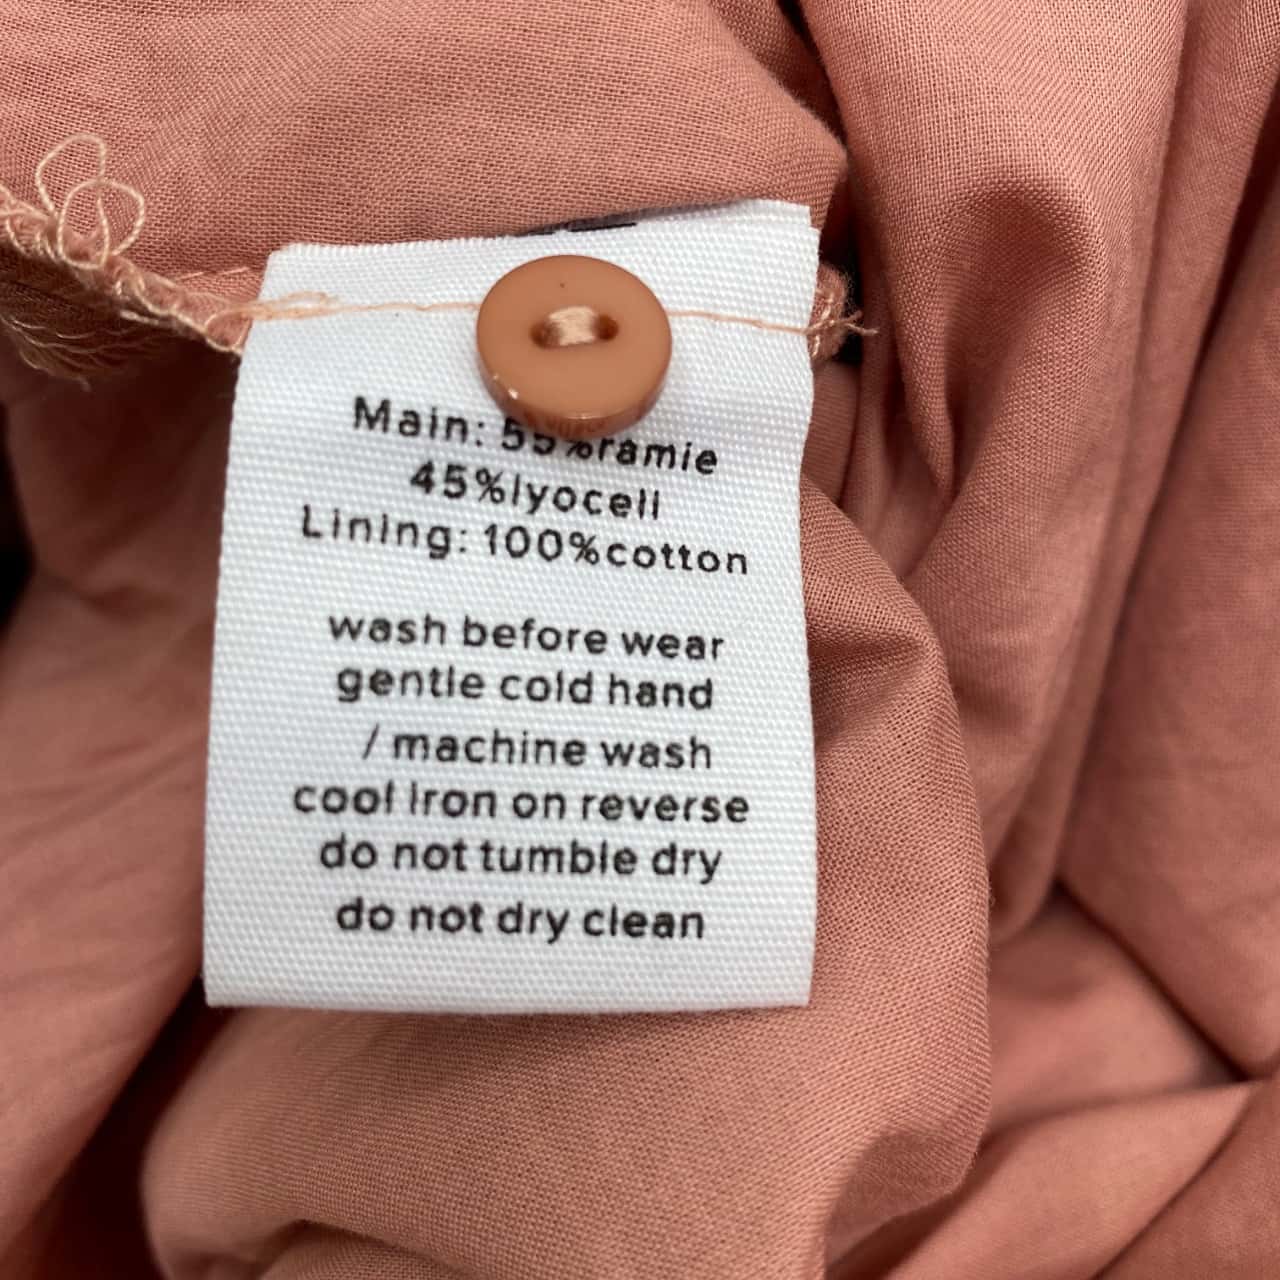 Main: 55%ramie
45%lyocell
Lining: 100%cotton
wash before wear
gentle cold hand
/ machine wash
cool iron on reverse
do not tumble dry
do not dry clean